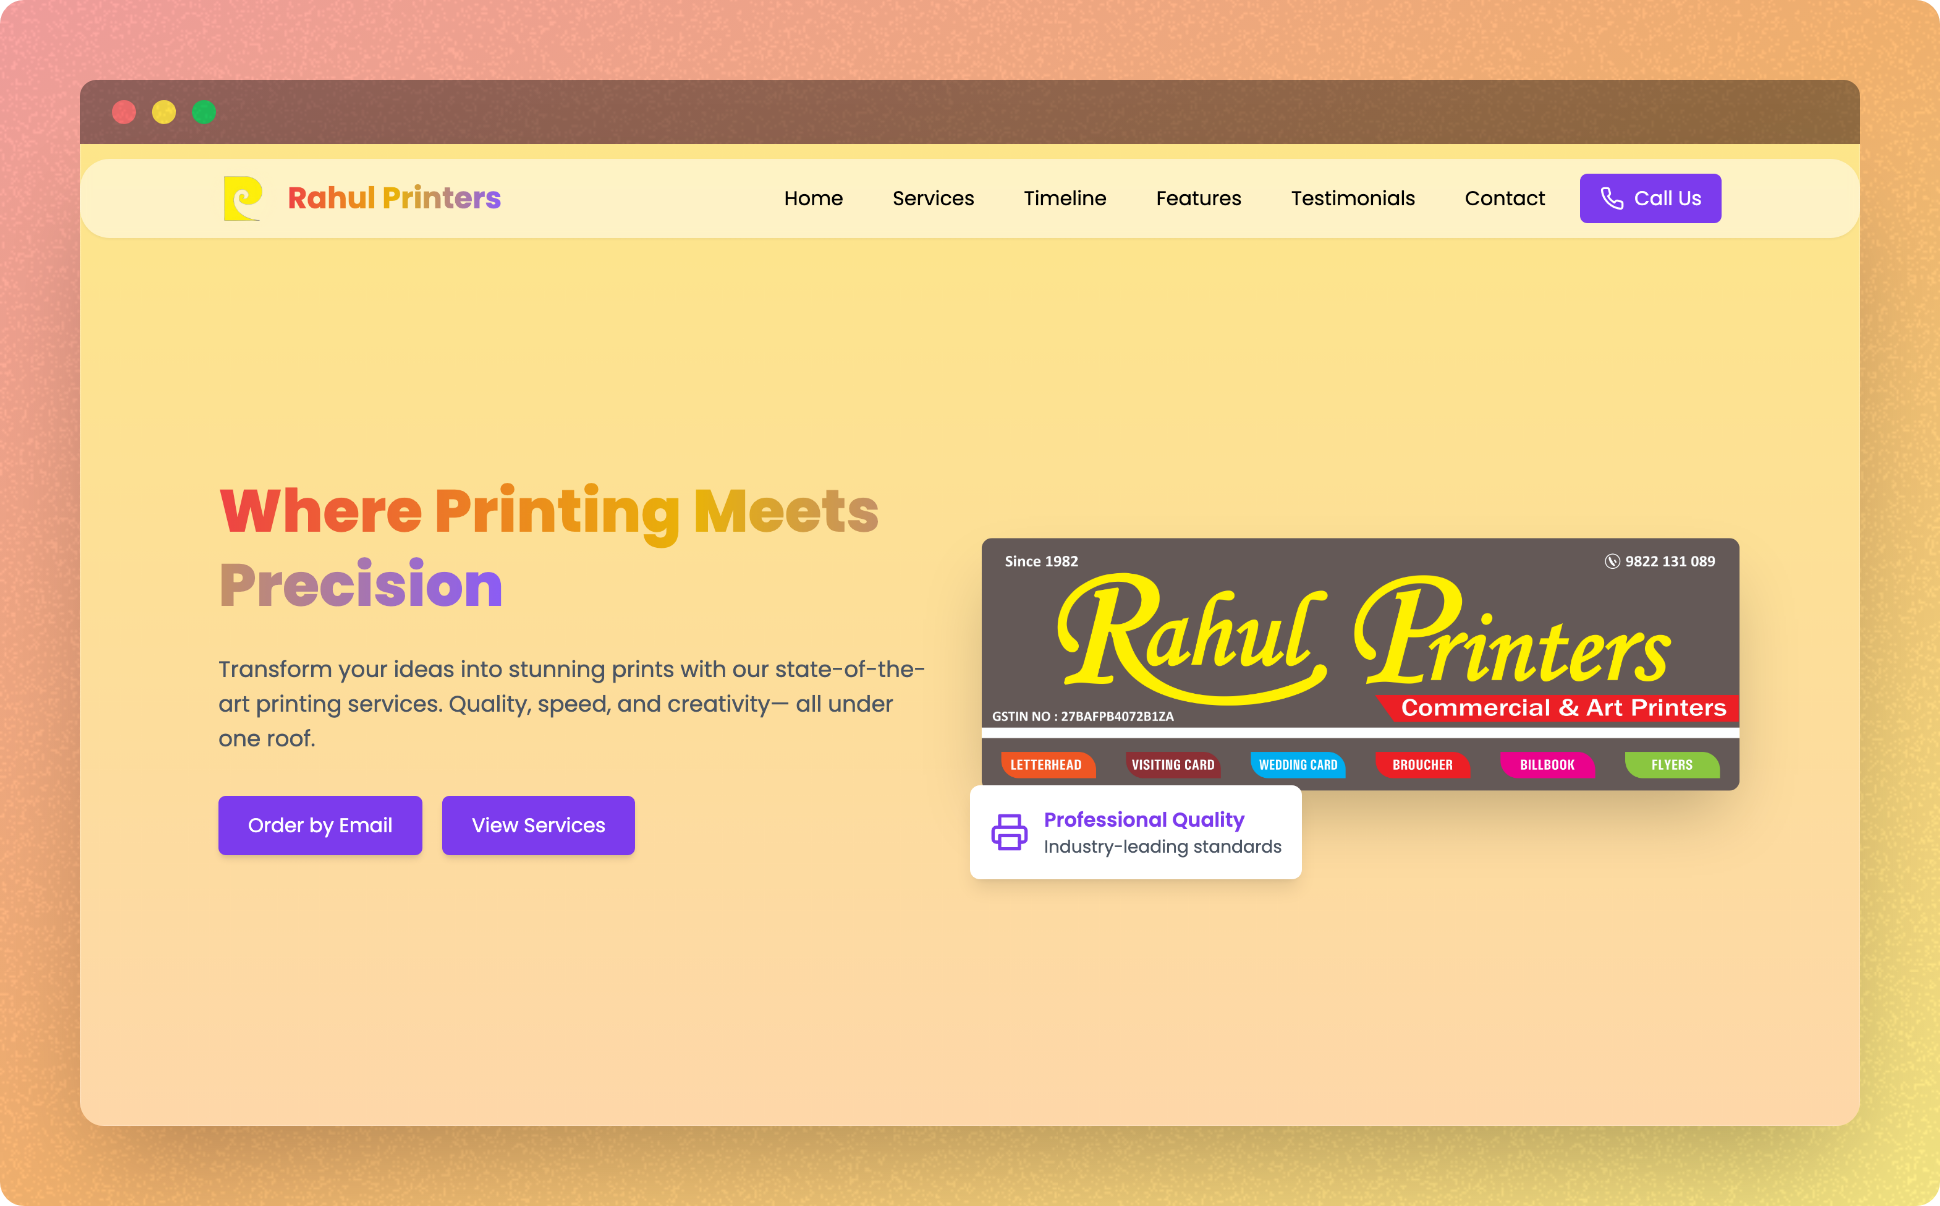 Rahul Printers
Home
Services
Timeline
Features
Testimonials
Contact
Call Us
Where Printing Meets
Precision
Transform your ideas into stunning prints with our state-of-the-
art printing services. Quality, speed, and creativity— all under
one roof.
Order by Email
View Services
Since 1982
9822 131 089
Rahul Printers
Commercial & Art Printers
GSTIN NO : 27BAFPB4072B1ZA
LETTERHEAD
VISITING CARD
WEDDING CARD
BROUCHER
BILLBOOK
FLYERS
Professional Quality
Industry-leading standards